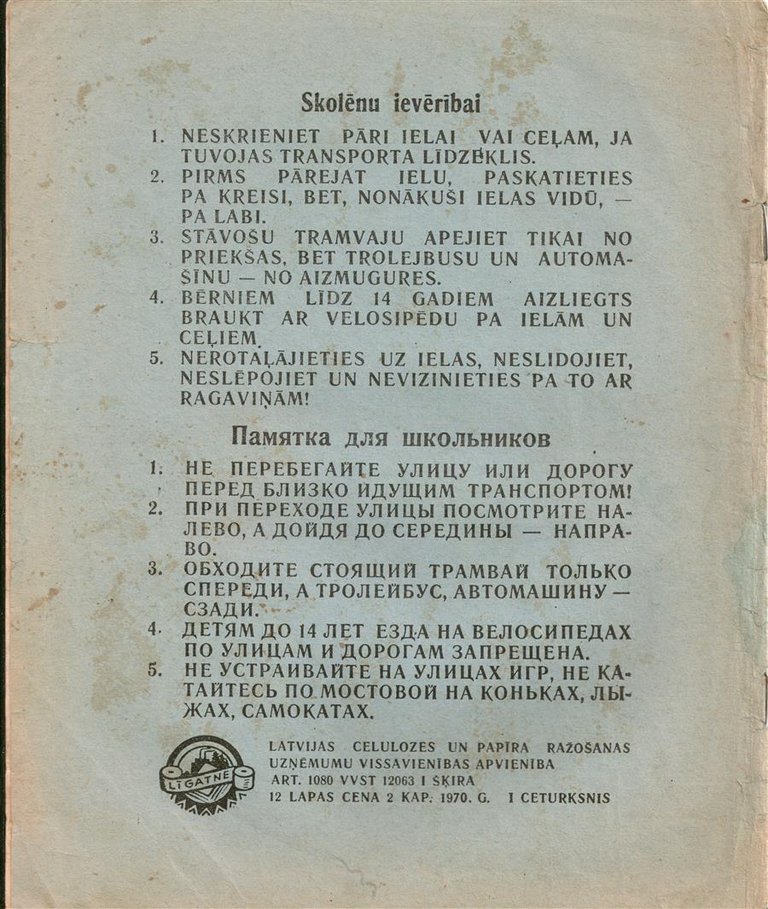 Skolēnu ievērībai
1. NESKRIENIET PĀRI IELAI VAI CEĻAM, JA
TUVOJAS TRANSPORTA LĪDZEKLIS.
2. PIRMS PĀREJAT IELU, PASKATIETIES
PA KREISI, BET, NONĀKUŠI IELAS VIDŪ, —
PA LABI.
3. STĀVOŠU TRAMVAJU APEJIET TIKAI NO
PRIEKŠAS, BET TROLEJBUSU UN AUTOMA-
ŠĪNU — NO AIZMUGURES.
4. BĒRNIEM LĪDZ 14 GADIEM AIZLIEGTS
BRAUKT AR VELOSIPĒDU PA IELĀM UN
CEĻIEM.
5. NEROTAĻĀJIETIES UZ IELAS, NESLIDOJIET,
NESLĒPOJIET UN NEVIZINIETIES PA TO AR
RAGAVIŅĀM!
Памятка для школьников
1. НЕ ПЕРЕБЕГАЙТЕ УЛИЦУ ИЛИ ДОРОГУ
ПЕРЕД БЛИЗКО ИДУЩИМ ТРАНСПОРТОМ!
2. ПРИ ПЕРЕХОДЕ УЛИЦЫ ПОСМОТРИТЕ НА-
ЛЕВО, А ДОЙДЯ ДО СЕРЕДИНЫ — НАПРА-
ВО.
3. ОБХОДИТЕ СТОЯЩИЙ ТРАМВАЙ ТОЛЬКО
СПЕРЕДИ, А ТРОЛЕЙБУС, АВТОМАШИНУ —
СЗАДИ.
4. ДЕТЯМ ДО 14 ЛЕТ ЕЗДА НА ВЕЛОСИПЕДАХ
ПО УЛИЦАМ И ДОРОГАМ ЗАПРЕЩЕНА.
5. НЕ УСТРАИВАЙТЕ НА УЛИЦАХ ИГР, НЕ КА-
ТАЙТЕСЬ ПО МОСТОВОЙ НА КОНЬКАХ, ЛЫ-
ЖАХ, САМОКАТАХ.
LĪGATNE
LATVIJAS CELULOZES UN PAPĪRA RAŽOŠANAS
UZŅĒMUMU VISSAVIENĪBAS APVIENĪBA
ART. 1080 VVST 12063 I ŠĶIRA
12 LAPAS CENA 2 KAP. 1970. G. I CETURKSNIS